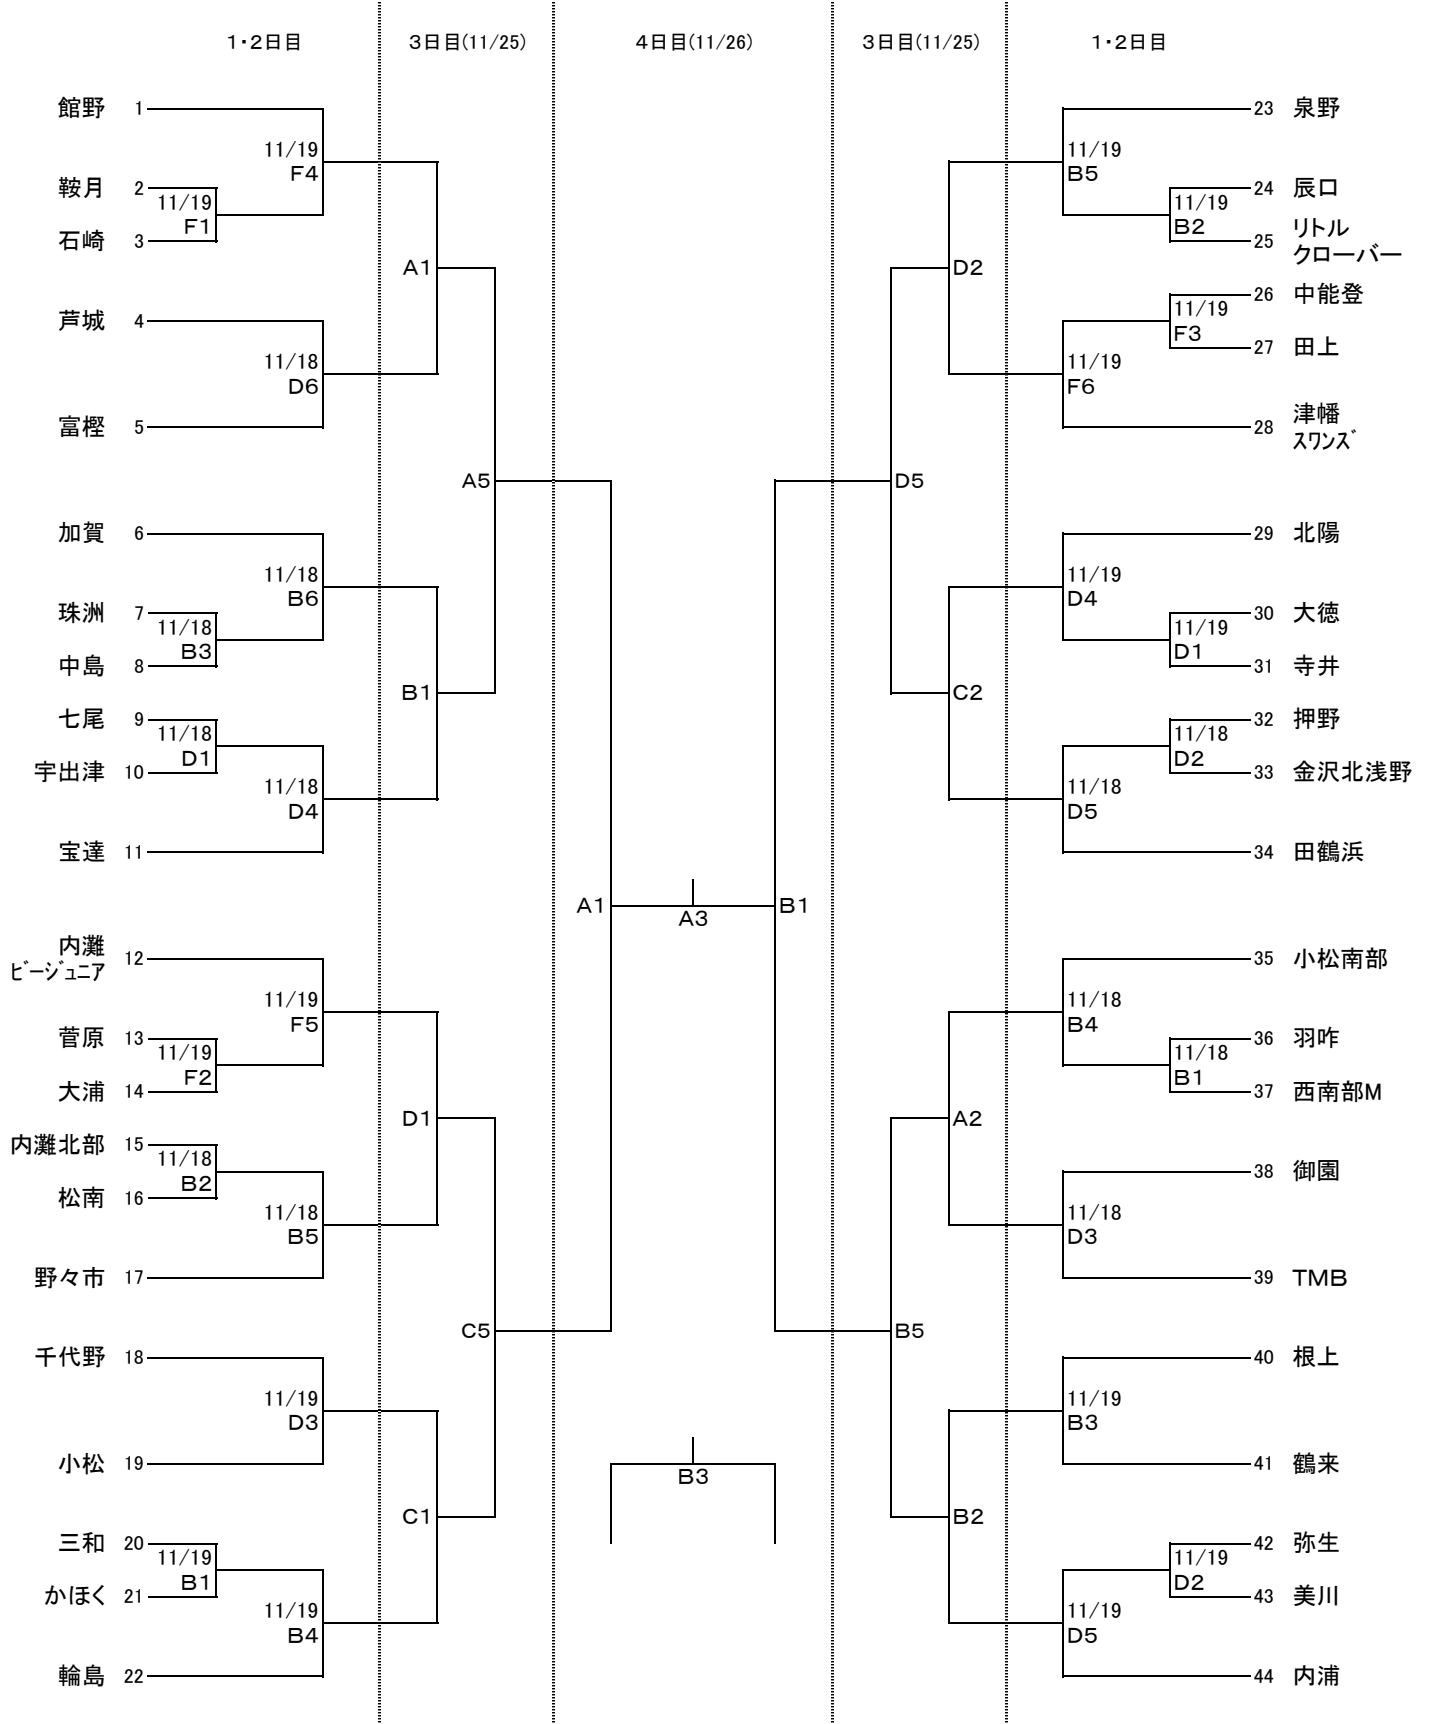 １・２日目
３日目(11/25)
４日目(11/26)
３日目(11/25)
１・２日目
館野 1
11/19
F4
鞍月 2
11/19
F1
石崎 3
A1
芦城 4
11/18
D6
富樫 5
A5
加賀 6
11/18
B6
珠洲 7
11/18
B3
中島 8
B1
七尾 9
11/18
D1
宇出津 10
11/18
D4
宝達 11
A1
内灘
ﾋﾞｰｼﾞｭﾆｱ
12
11/19
F5
菅原 13
11/19
F2
大浦 14
D1
内灘北部 15
11/18
B2
松南 16
11/18
B5
野々市 17
C5
千代野 18
11/19
D3
小松 19
C1
三和 20
11/19
B1
かほく 21
11/19
B4
輪島 22
A3
B3
23 泉野
11/19
B5
24 辰口
11/19
B2
25 リトル
クローバー
D2
26 中能登
11/19
F3
27 田上
11/19
F6
28 津幡
ｽﾜﾝｽﾞ
D5
29 北陽
11/19
D4
30 大徳
11/19
D1
31 寺井
C2
32 押野
11/18
D2
33 金沢北浅野
11/18
D5
34 田鶴浜
B1
35 小松南部
11/18
B4
36 羽咋
11/18
B1
37 西南部M
A2
38 御園
11/18
D3
39 TMB
B5
40 根上
11/19
B3
41 鶴来
B2
42 弥生
11/19
D2
43 美川
11/19
D5
44 内浦